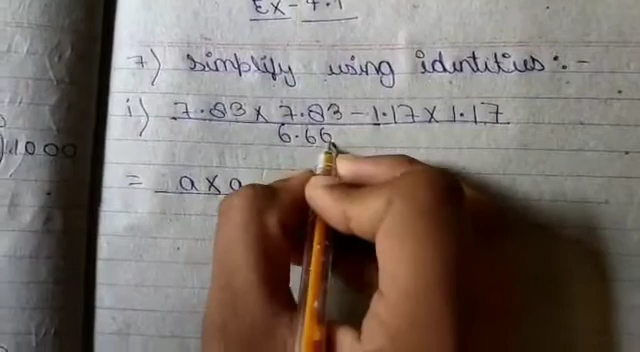 Ex- 4.1
7) simplify using identities :-
i) 7.83 x 7.83 - 1.17 x 1.17
6.66
).1000
= a x a